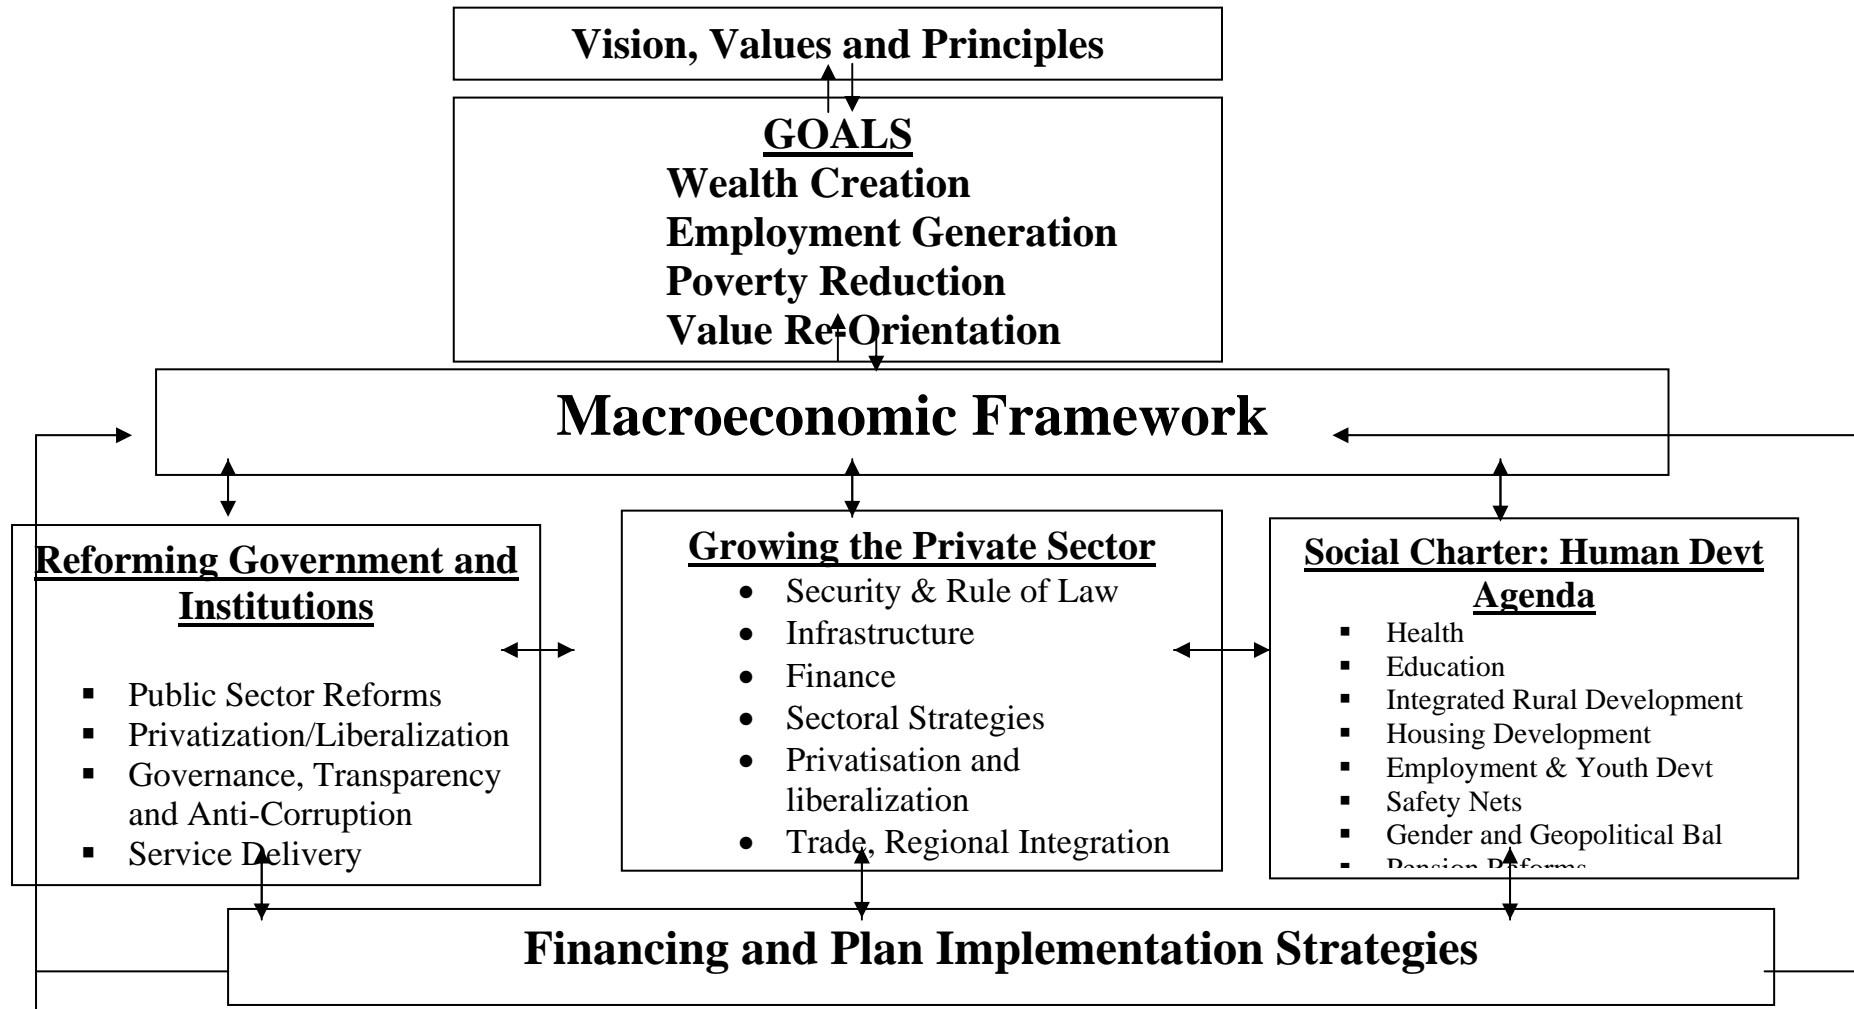 Vision, Values and Principles
GOALS
Wealth Creation
Employment Generation
Poverty Reduction
Value Re-Orientation
Macroeconomic Framework
Reforming Government and
Institutions
▪ Public Sector Reforms
▪ Privatization/Liberalization
▪ Governance, Transparency
and Anti-Corruption
▪ Service Delivery
Growing the Private Sector
• Security & Rule of Law
• Infrastructure
• Finance
• Sectoral Strategies
• Privatisation and
liberalization
• Trade, Regional Integration
Social Charter: Human Devt
Agenda
▪ Health
▪ Education
▪ Integrated Rural Development
▪ Housing Development
▪ Employment & Youth Devt
▪ Safety Nets
▪ Gender and Geopolitical Bal
▪ Pension Reforms
Financing and Plan Implementation Strategies